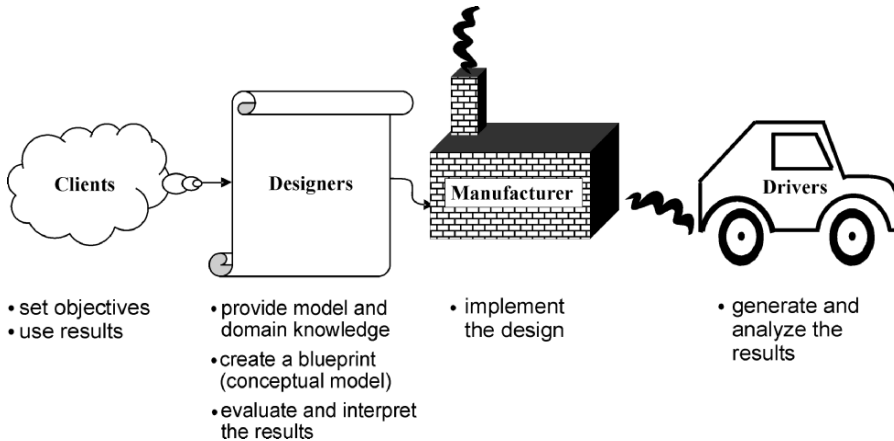 Clients
Designers
Manufacturer
Drivers
• set objectives
• use results
• provide model and
domain knowledge
• create a blueprint
(conceptual model)
• evaluate and interpret
the results
• implement
the design
• generate and
analyze the
results